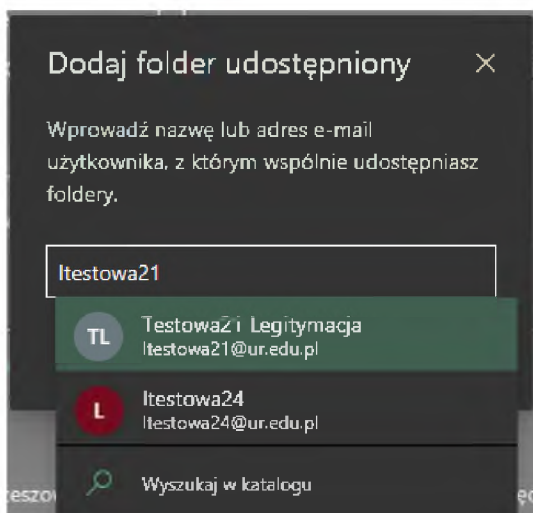 Dodaj folder udostępniony
Wprowadź nazwę lub adres e-mail
użytkownika, z którym wspólnie udostępniasz
foldery.
ltestowa21
TL
Testowa21 Legitymacja
ltestowa21@ur.edu.pl
L
ltestowa24
ltestowa24@ur.edu.pl
Wyszukaj w katalogu